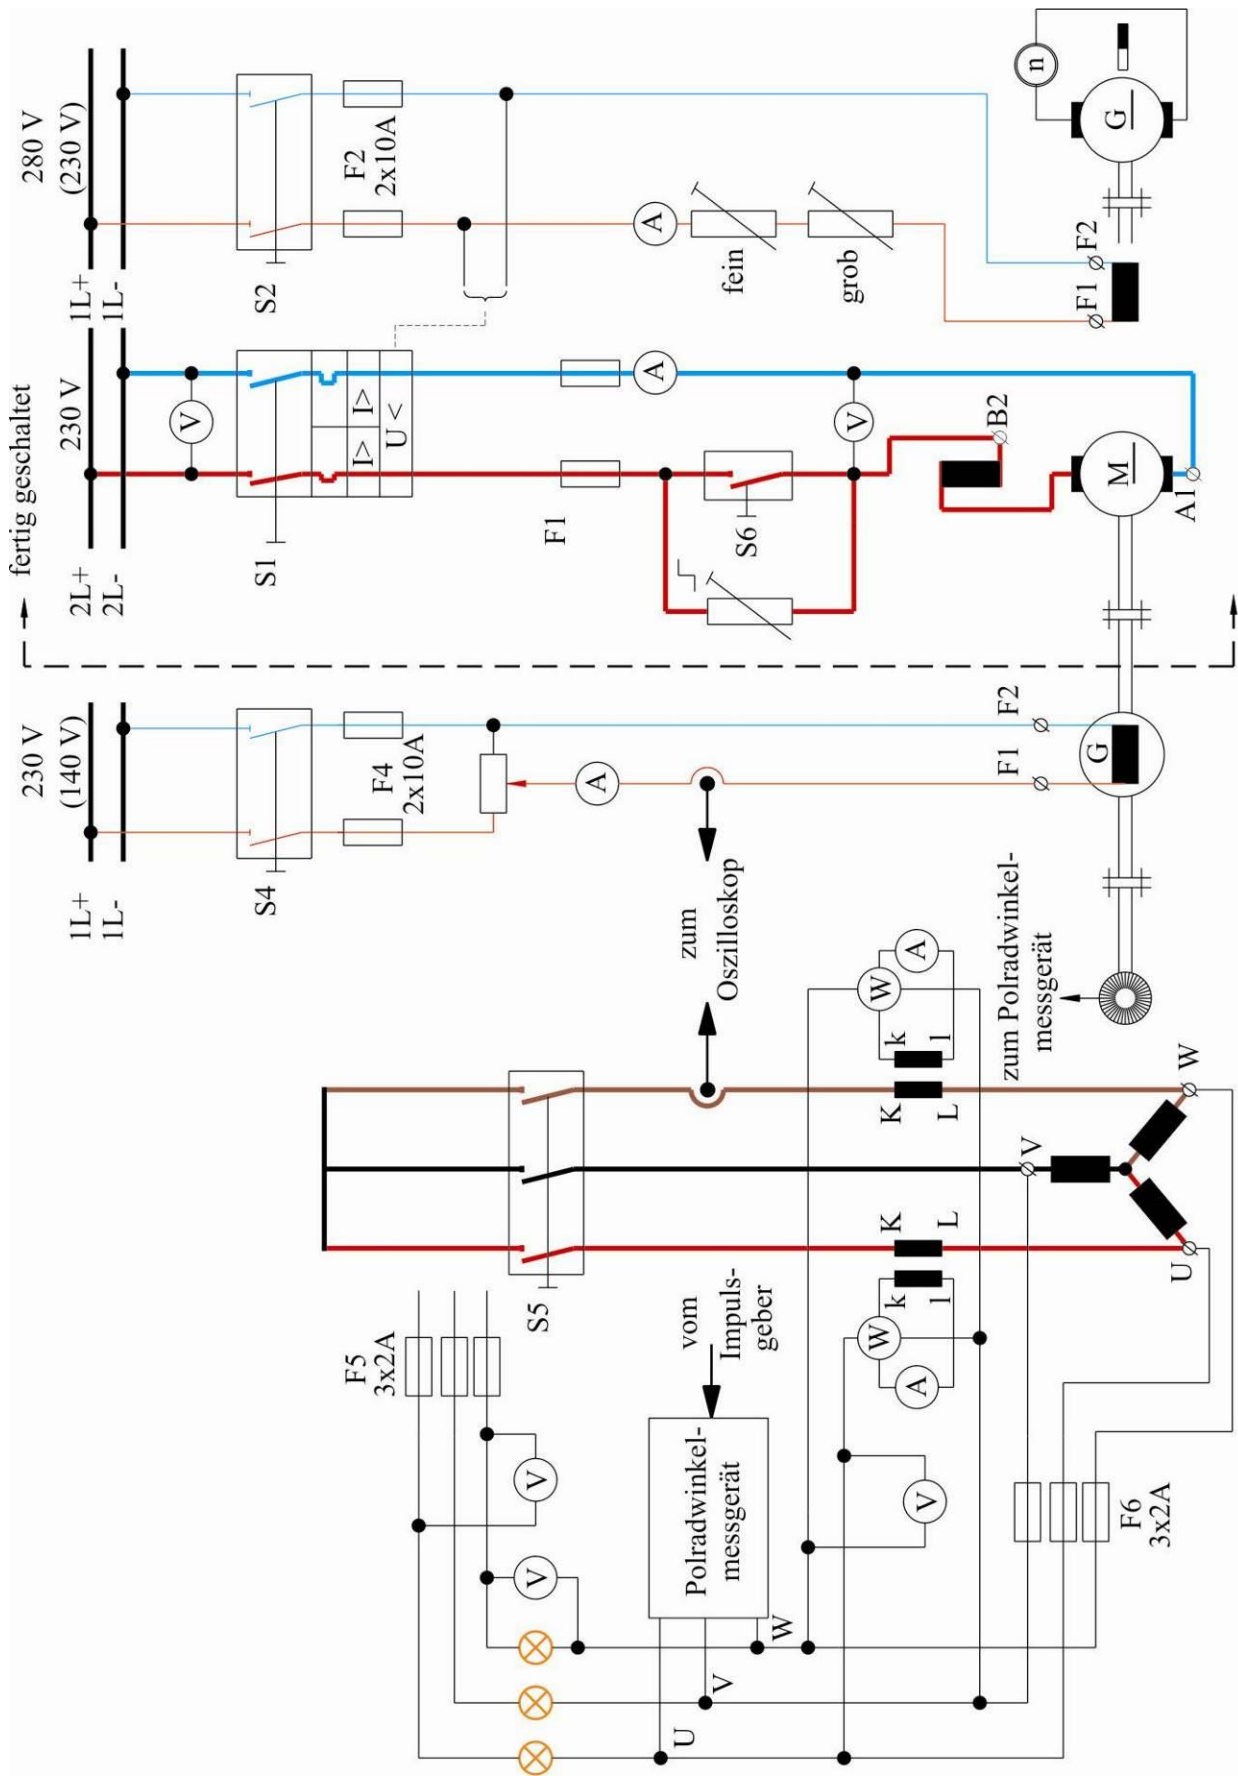 F5
3x2A
S5
V
V
U
V
W
Polradwinkel-
messgerät
vom
Impuls-
geber
zum
Oszilloskop
V
A
W
k
l
K
L
K
L
k
l
W
A
F6
3x2A
U
V
W
zum Polradwinkel-
messgerät
230 V
(140 V)
1L+
1L-
S4
F4
2x10A
A
F1
F2
G
fertig geschaltet
230 V
2L+
2L-
V
S1
I>
I>
U <
F1
A
S6
V
B2
M
A1
280 V
(230 V)
1L+
1L-
S2
F2
2x10A
A
fein
grob
F1
F2
n
G